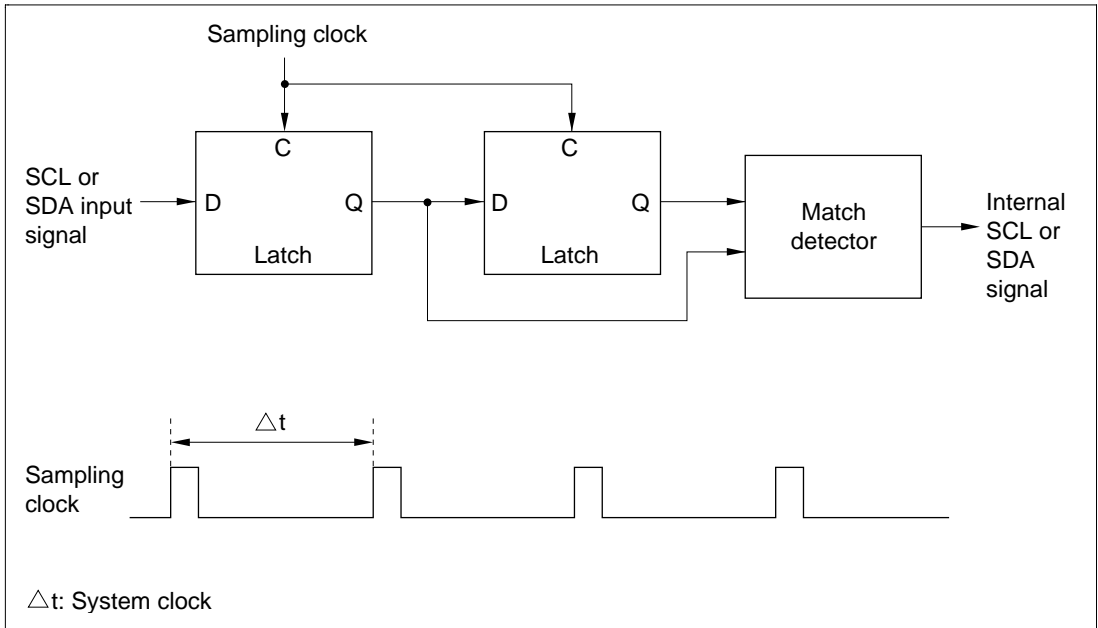 Sampling clock
SCL or
SDA input
signal
C
D
Q
Latch
C
D
Q
Latch
Match
detector
Internal
SCL or
SDA
signal
△t
Sampling
clock
△t: System clock